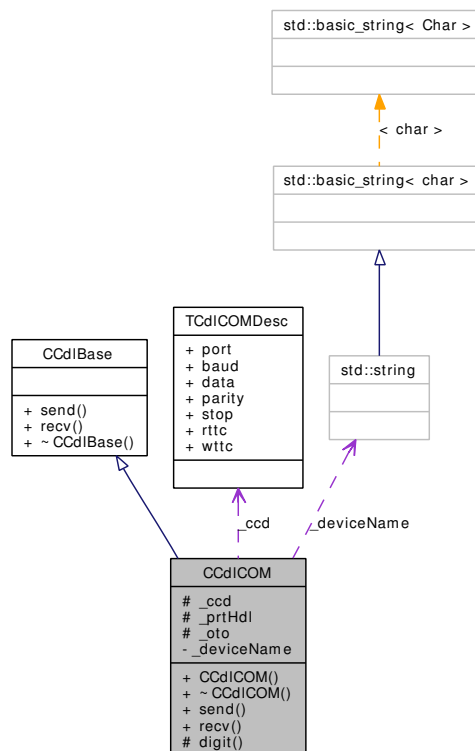 std::basic_string< Char >
< char >
std::basic_string< char >
TCdlCOMDesc
+ port
+ baud
+ data
+ parity
+ stop
+ rttc
+ wttc
CCdlBase
+ send()
+ recv()
+ ~ CCdlBase()
std::string
_ccd
_deviceName
CCdlCOM
# _ccd
# _prtHdl
# _oto
- _deviceName
+ CCdlCOM()
+ ~ CCdlCOM()
+ send()
+ recv()
# digit()